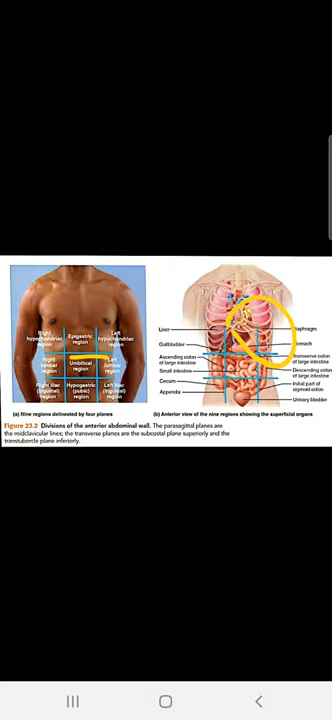 Right
hypochondriac
region
Epigastric
region
Left
hypochondriac
region
Right
lumbar
region
Umbilical
region
Left
lumbar
region
Right iliac
(inguinal)
region
Hypogastric
(pubic)
region
Left iliac
(inguinal)
region
Liver
Gallbladder
Ascending colon
of large intestine
Small intestine
Cecum
Appendix
Diaphragm
Stomach
Transverse colon
of large intestine
Descending colon
of large intestine
Initial part of
sigmoid colon
Urinary bladder
(a) Nine regions delineated by four planes
(b) Anterior view of the nine regions showing the superficial organs
Figure 23.2 Divisions of the anterior abdominal wall. The parasagittal planes are
the midclavicular lines; the transverse planes are the subcostal plane superiorly and the
transtubercle plane inferiorly.